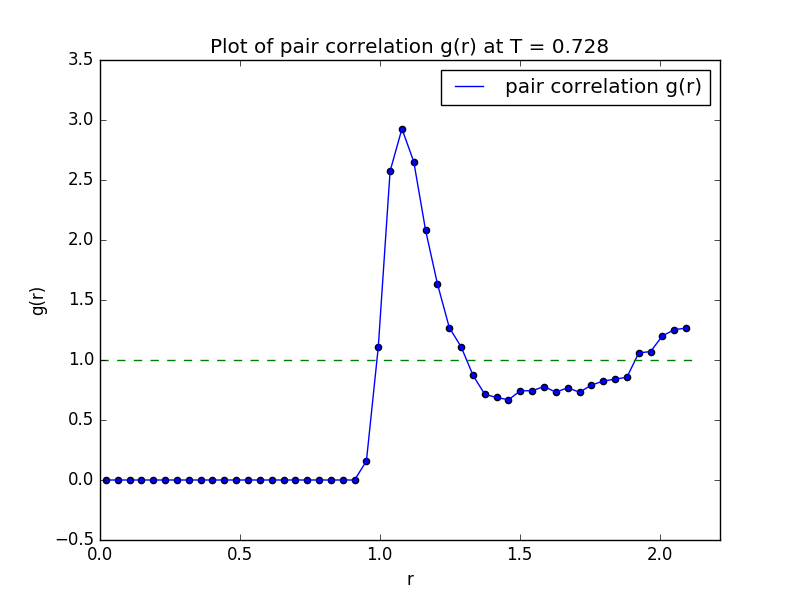 Plot of pair correlation g(r) at T = 0.728
pair correlation g(r)
3.5
3.0
2.5
2.0
1.5
1.0
0.5
0.0
−0.5
g(r)
0.0 0.5 1.0 1.5 2.0
r